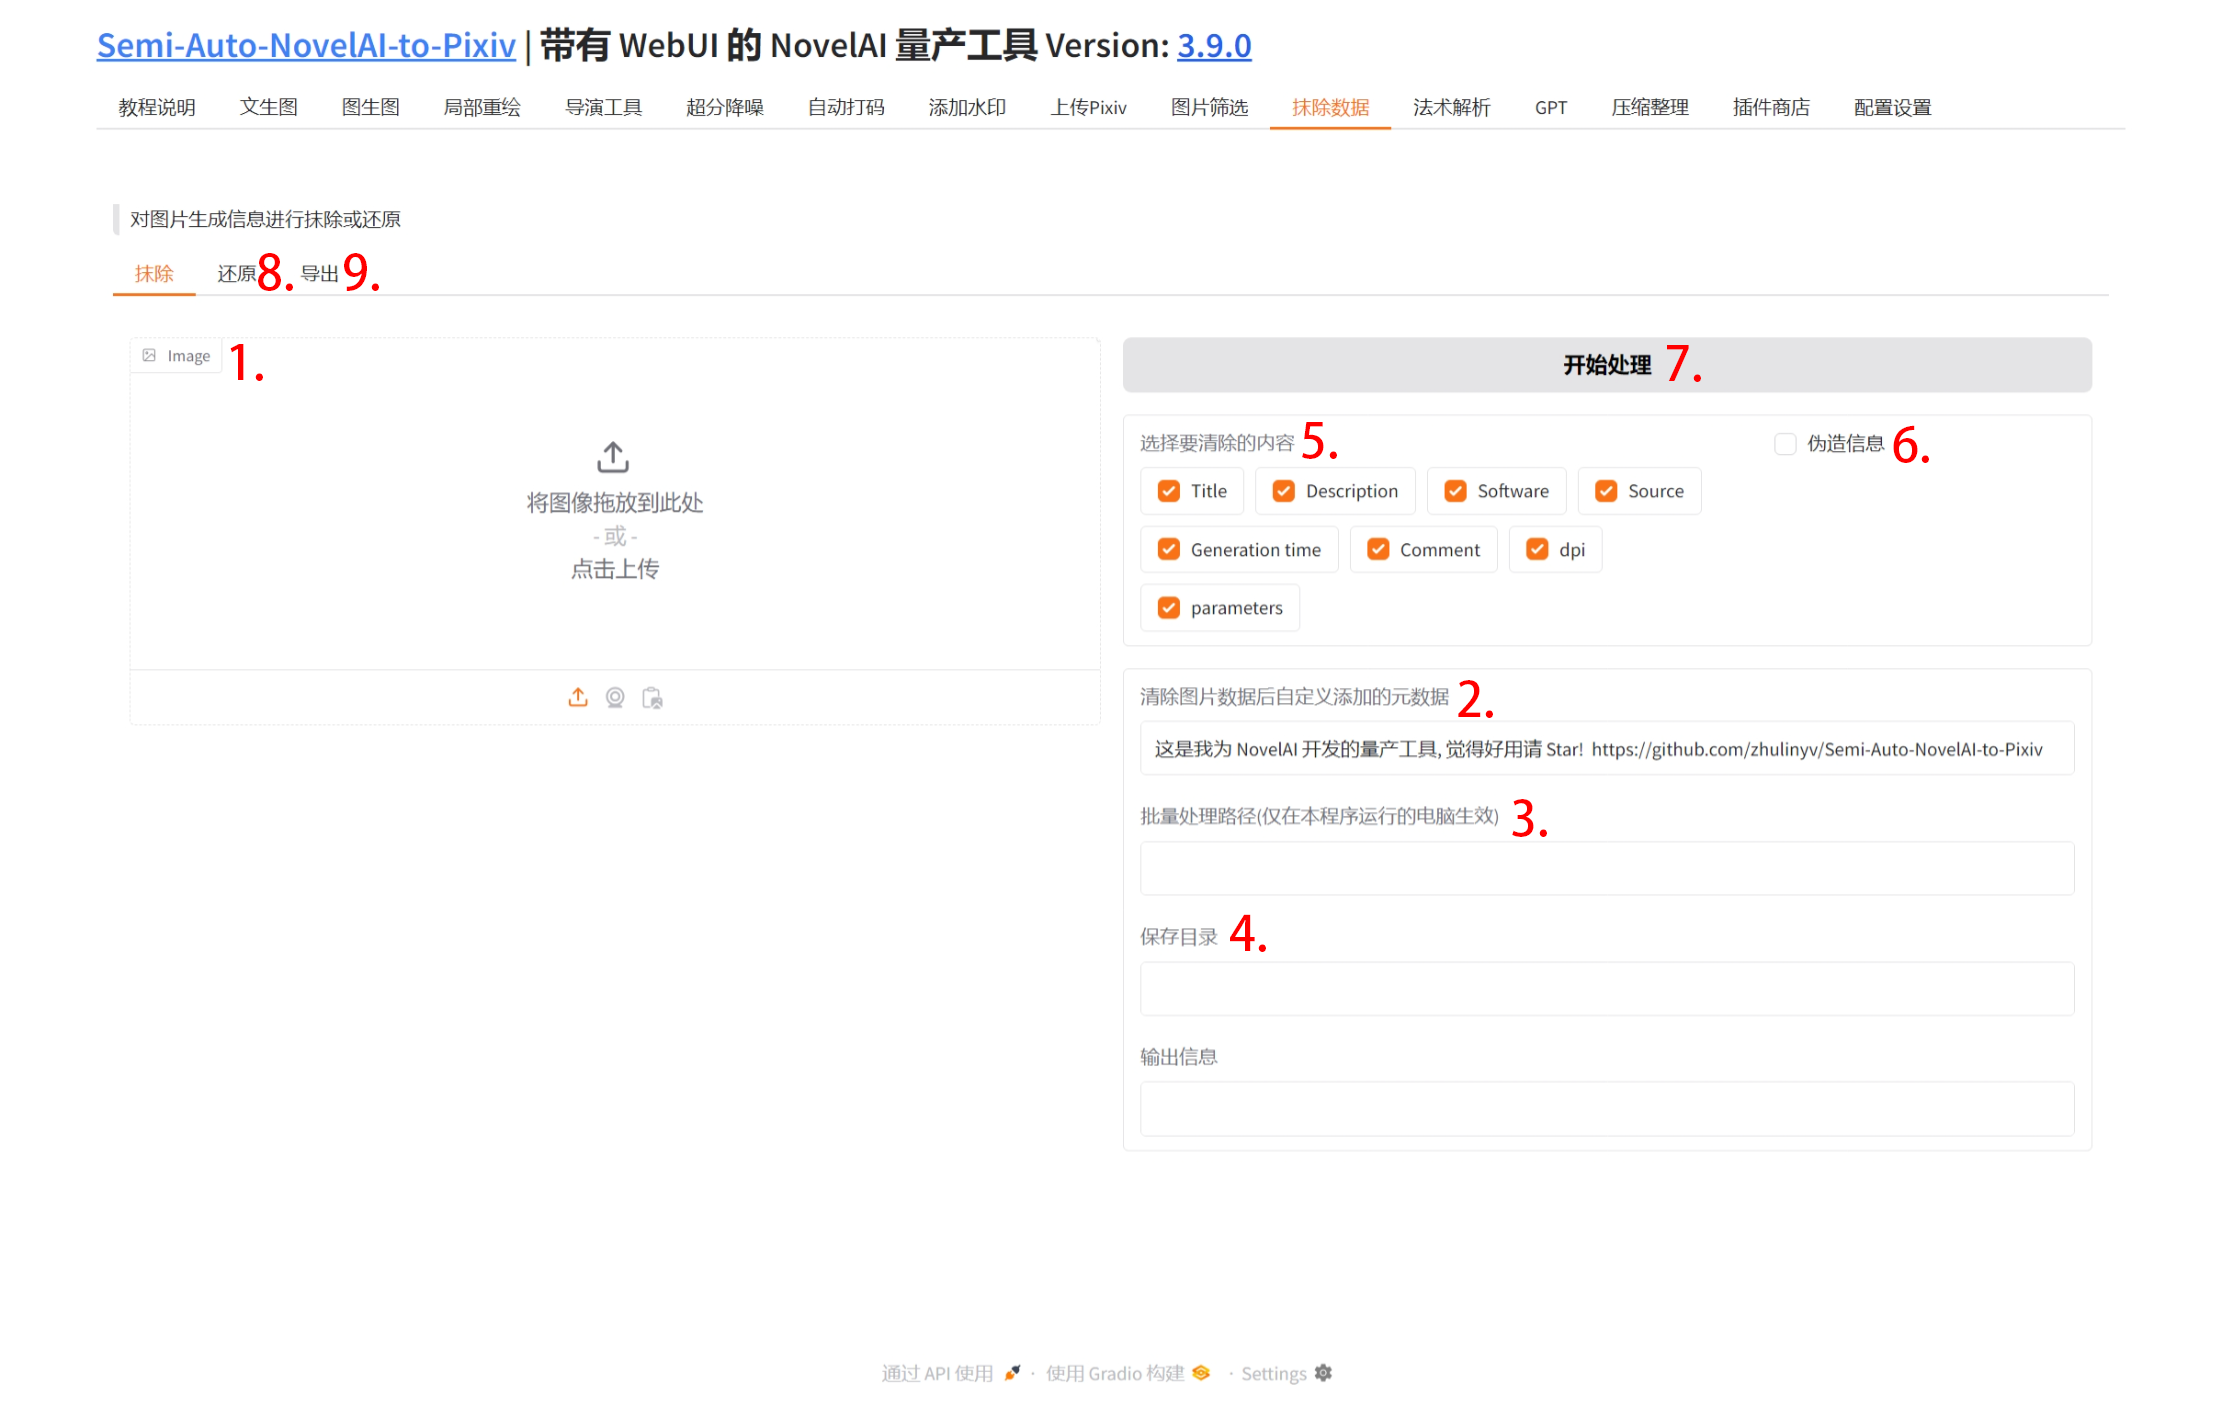 Semi-Auto-NovelAI-to-Pixiv | 带有 WebUI 的 NovelAI 量产工具 Version: 3.9.0
教程说明 文生图 图生图 局部重绘 导演工具 超分降噪 自动打码 添加水印 上传Pixiv 图片筛选 抹除数据 法术解析 GPT 压缩整理 插件商店 配置设置
对图片生成信息进行抹除或还原
抹除 还原 8. 导出 9.
Image 1.
将图像拖放到此处
- 或 -
点击上传
开始处理 7.
选择要清除的内容 5.
伪造信息 6.
Title Description Software Source
Generation time Comment dpi
parameters
清除图片数据后自定义添加的元数据 2.
这是我为 NovelAI 开发的量产工具, 觉得好用请 Star! https://github.com/zhulinyv/Semi-Auto-NovelAI-to-Pixiv
批量处理路径(仅在本程序运行的电脑生效) 3.
保存目录 4.
输出信息
通过 API 使用 · 使用 Gradio 构建 · Settings